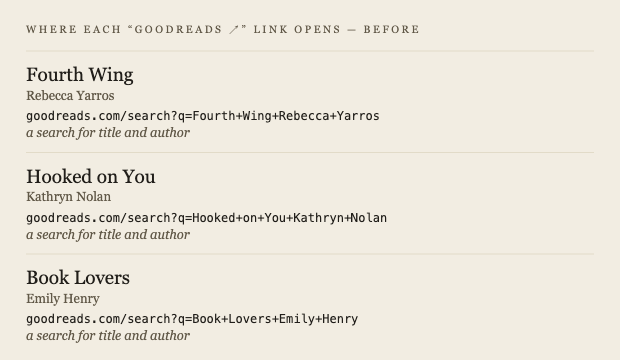 WHERE EACH “GOODREADS ↗” LINK OPENS — BEFORE
Fourth Wing
Rebecca Yarros
goodreads.com/search?q=Fourth+Wing+Rebecca+Yarros
a search for title and author
Hooked on You
Kathryn Nolan
goodreads.com/search?q=Hooked+on+You+Kathryn+Nolan
a search for title and author
Book Lovers
Emily Henry
goodreads.com/search?q=Book+Lovers+Emily+Henry
a search for title and author